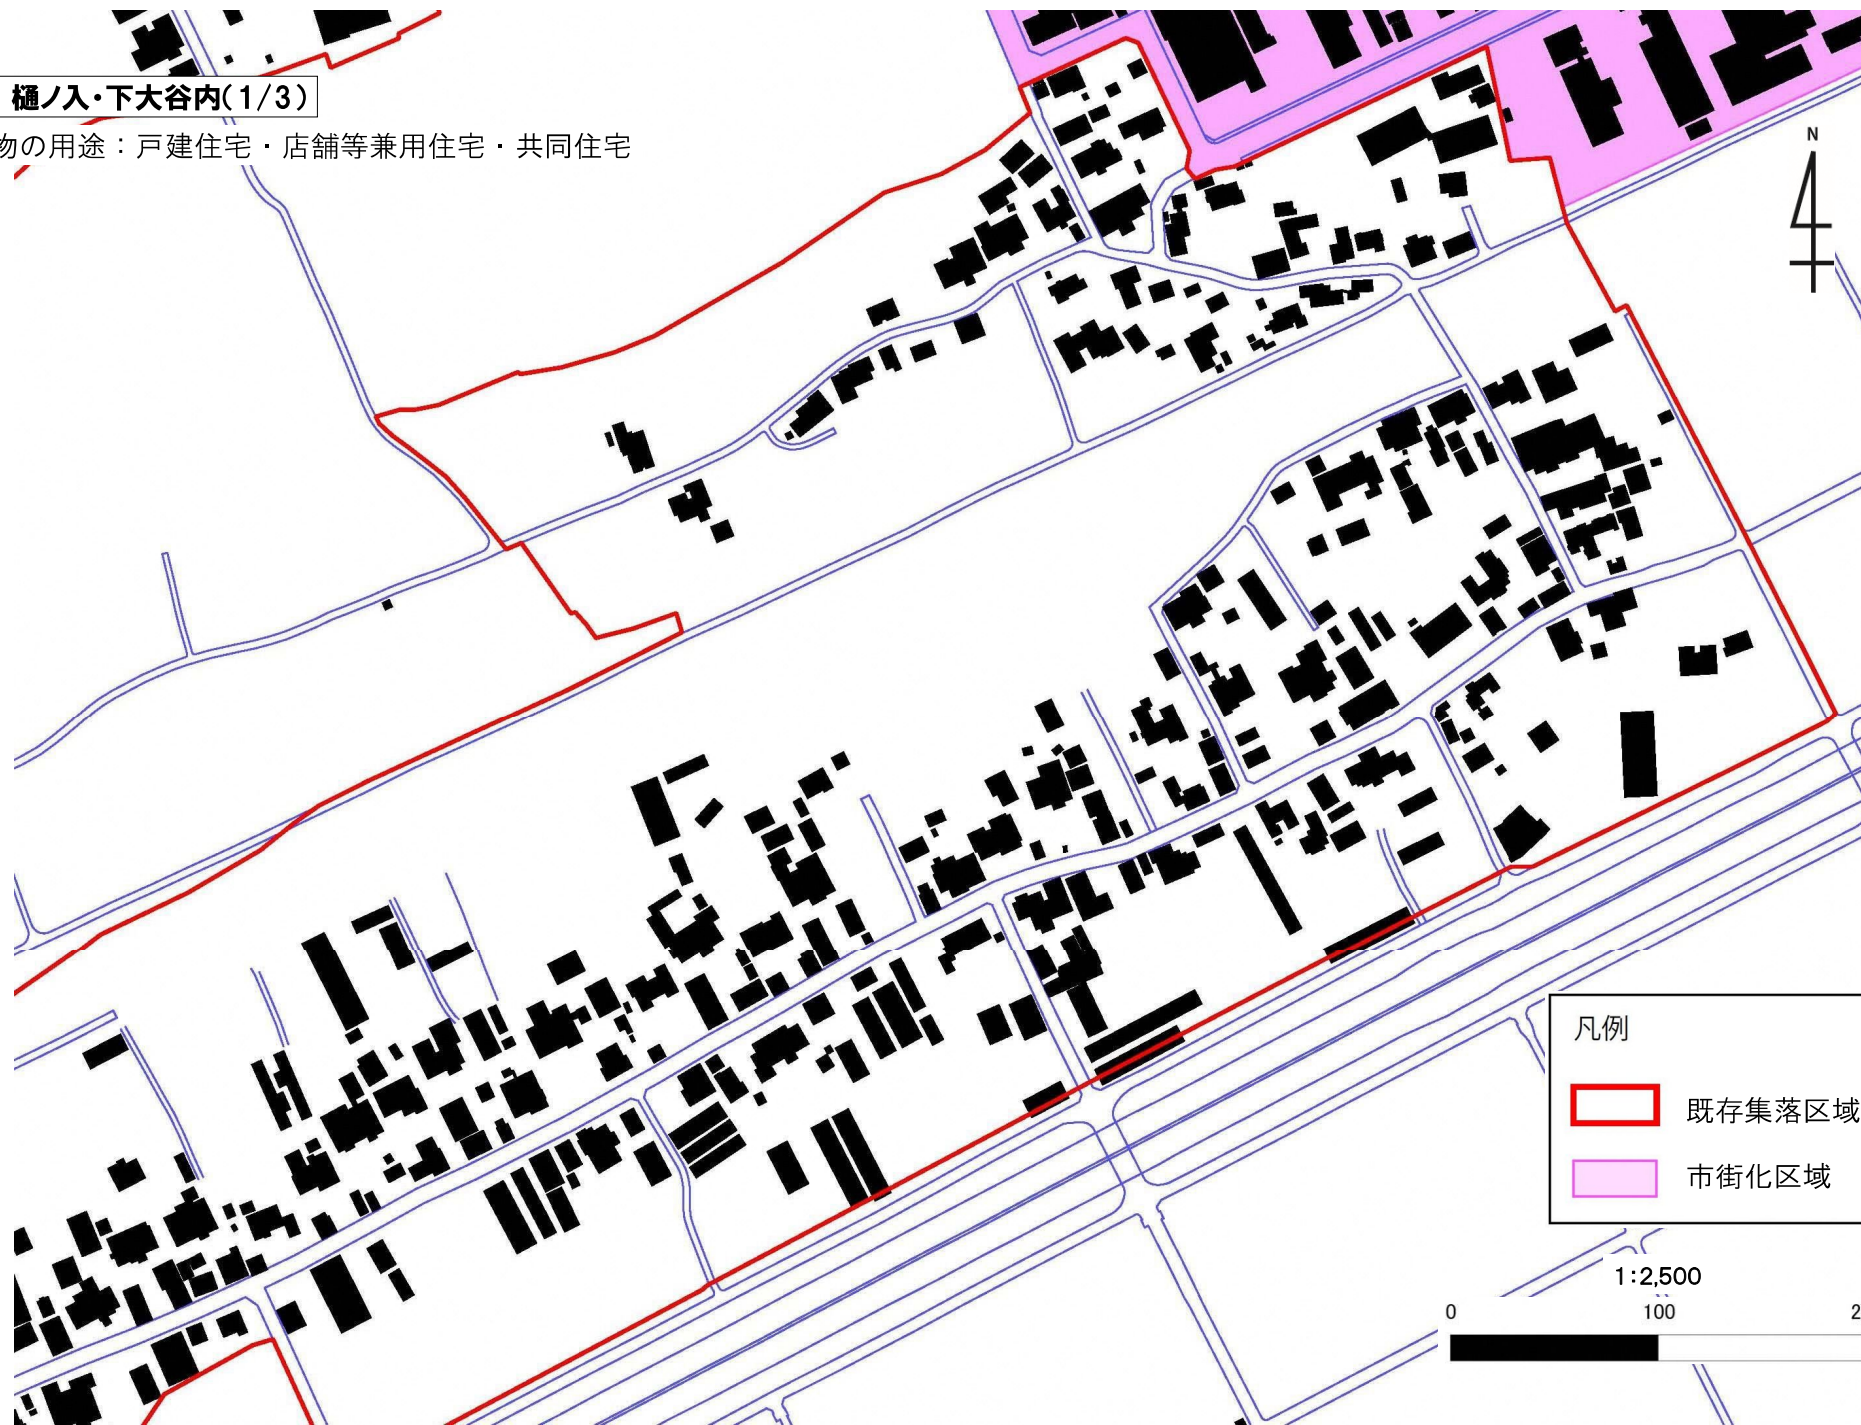 樋ノ入・下大谷内(1/3)
物の用途：戸建住宅・店舗等兼用住宅・共同住宅
N
凡例
既存集落区域
市街化区域
1:2,500
0 100 2